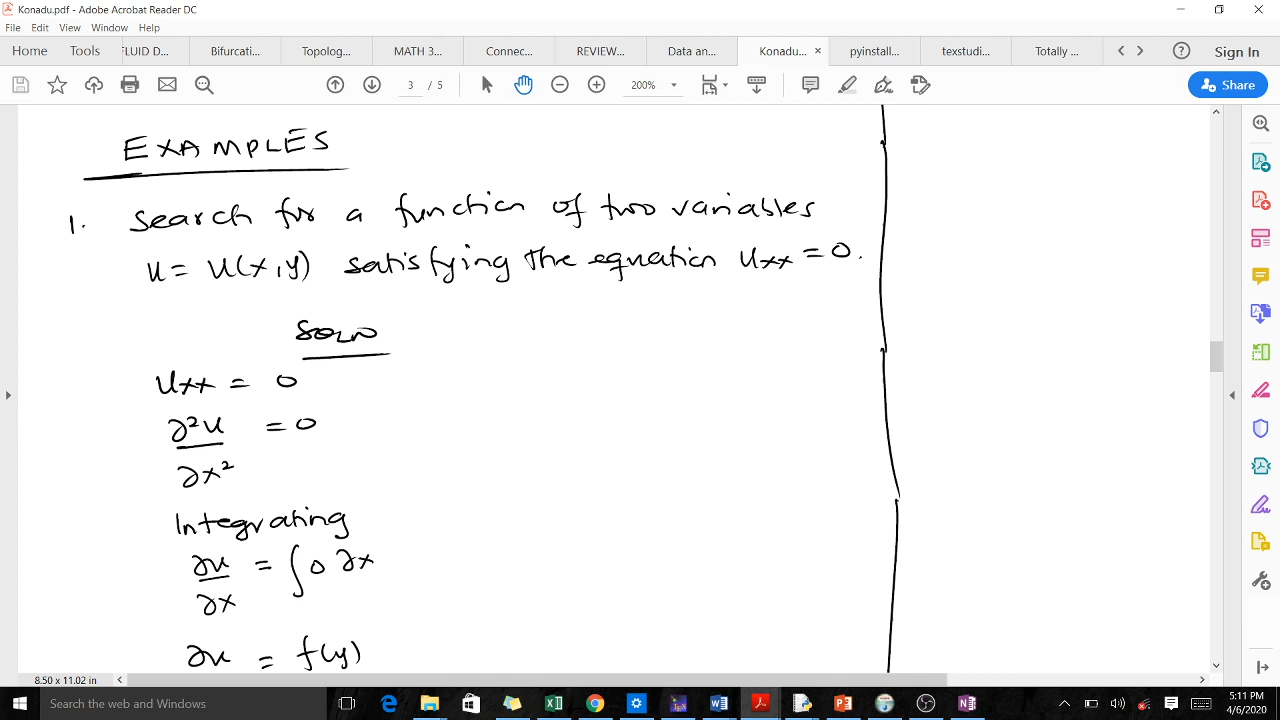 Konadu.pdf - Adobe Acrobat Reader DC
File Edit View Window Help
Home Tools FLUID D... Bifurcati... Topolog... MATH 3... Connec... REVIEW... Data an... Konadu... × pyinstall... texstudi... Totally ... Sign In
3 / 5 200% Share
EXAMPLES
1. Search for a function of two variables
u = u(x,y) satisfying the equation Uxx = 0.
Soln
Uxx = 0
∂²u = 0
∂x²
Integrating
∂u = ∫ 0 ∂x
∂x
∂u = f(y)
8.50 x 11.02 in
Search the web and Windows
5:11 PM
4/6/2020